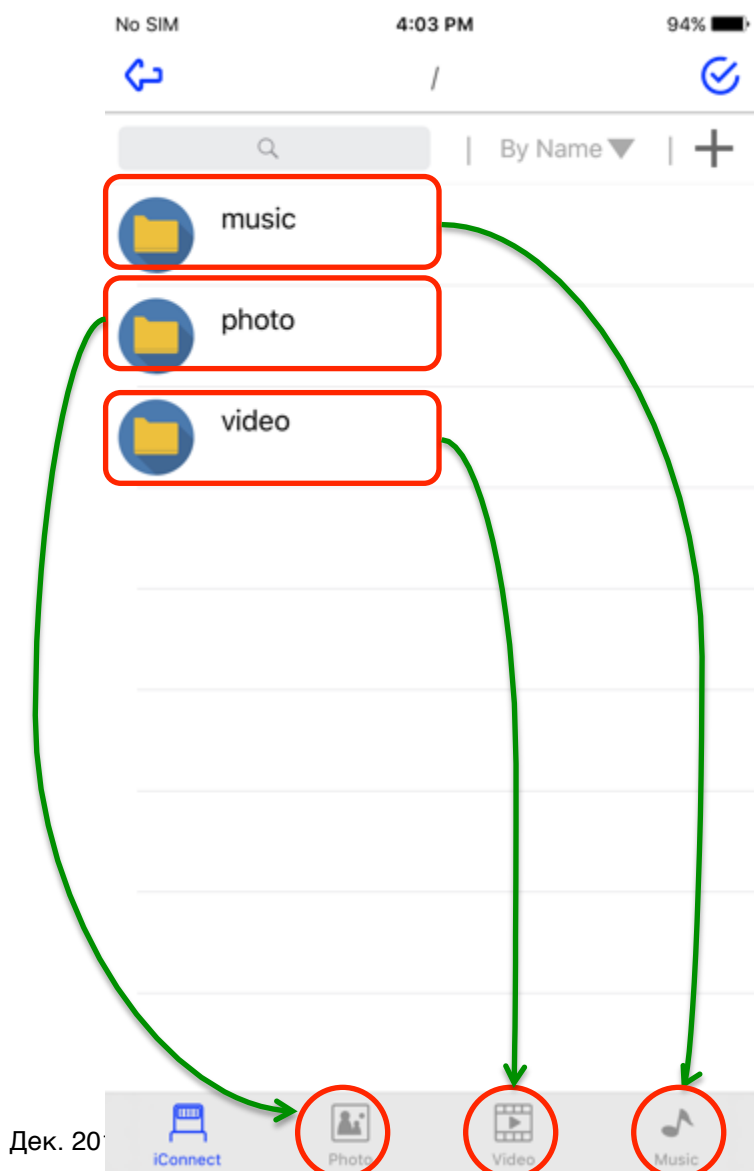 No SIM 4:03 PM 94%
/
| By Name ▼ | +
music
photo
video
Дек. 20
iConnect Photo Video Music